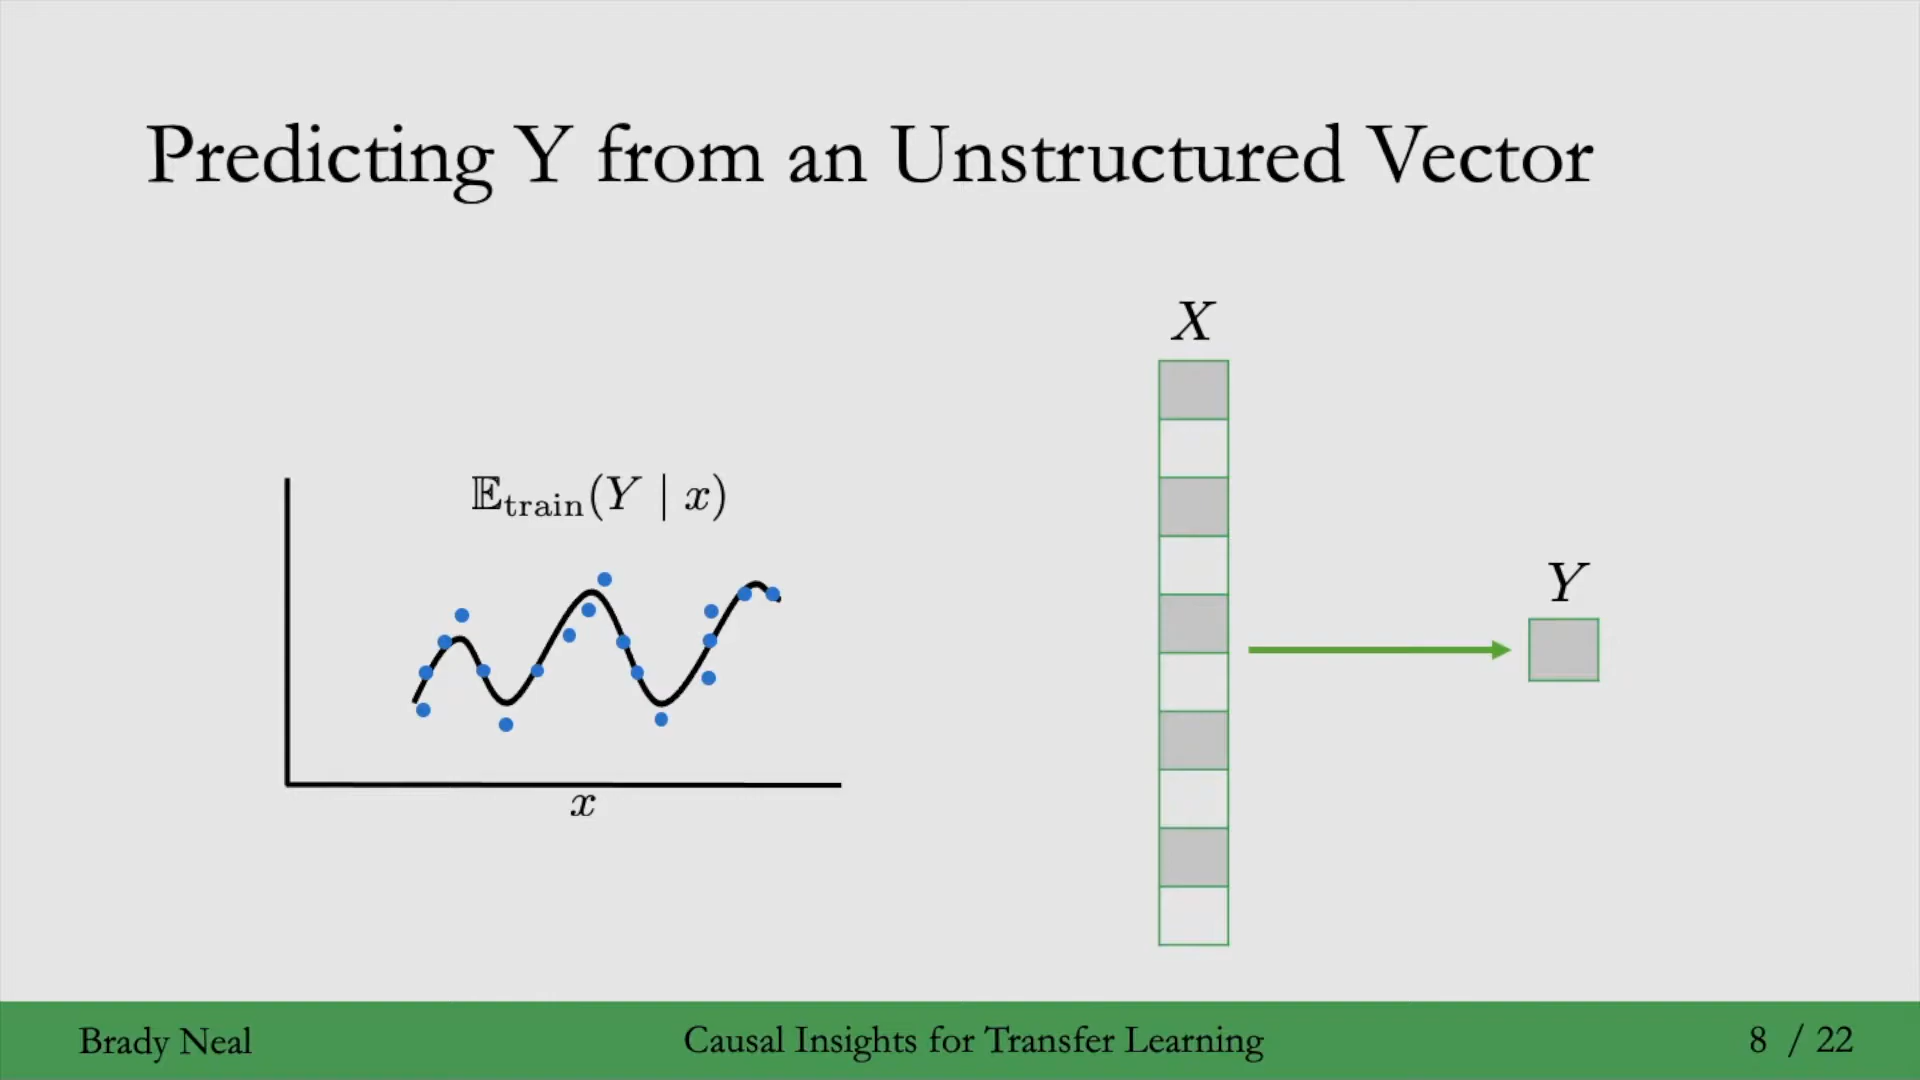 Predicting Y from an Unstructured Vector
𝔼train(Y | x)
x
X
Y
Brady Neal
Causal Insights for Transfer Learning
8 / 22